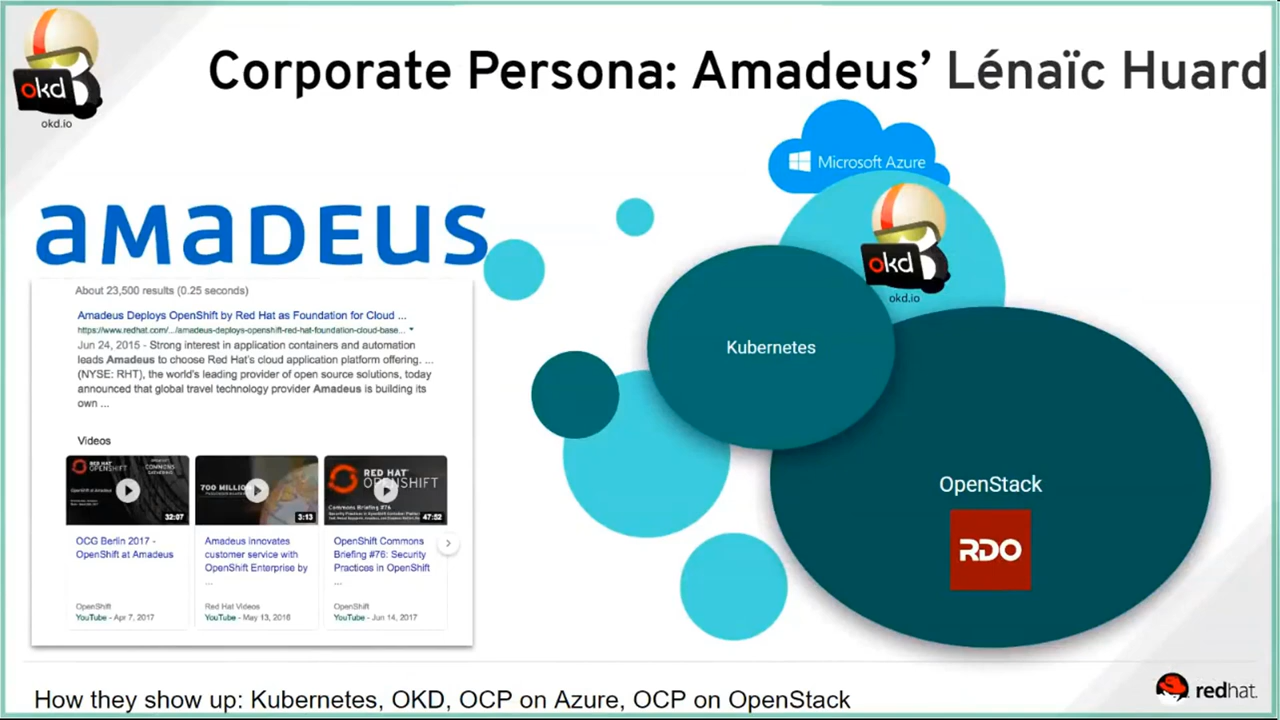 Corporate Persona: Amadeus’ Lénaïc Huard
okd
okd.io
Microsoft Azure
amadeus
okd
okd.io
About 23,500 results (0.25 seconds)
Amadeus Deploys OpenShift by Red Hat as Foundation for Cloud ...
https://www.redhat.com/.../amadeus-deploys-openshift-red-hat-foundation-cloud-base...
Jun 24, 2015 - Strong interest in application containers and automation
leads Amadeus to choose Red Hat's cloud application platform offering. ...
(NYSE: RHT), the world's leading provider of open source solutions, today
announced that global travel technology provider Amadeus is building its
own ...
Kubernetes
Videos
RED HAT
OPENSHIFT
COMMONS
GATHERING
OpenShift at Amadeus
32:07
700 MILLION
3:13
RED HAT
OPENSHIFT
Commons Briefing #76
47:52
OCG Berlin 2017 -
OpenShift at Amadeus
OpenShift
YouTube - Apr 7, 2017
Amadeus innovates
customer service with
OpenShift Enterprise by
...
Red Hat Videos
YouTube - May 13, 2016
OpenShift Commons
Briefing #76: Security
Practices in OpenShift
...
OpenShift
YouTube - Jun 14, 2017
OpenStack
RDO
How they show up: Kubernetes, OKD, OCP on Azure, OCP on OpenStack
redhat.